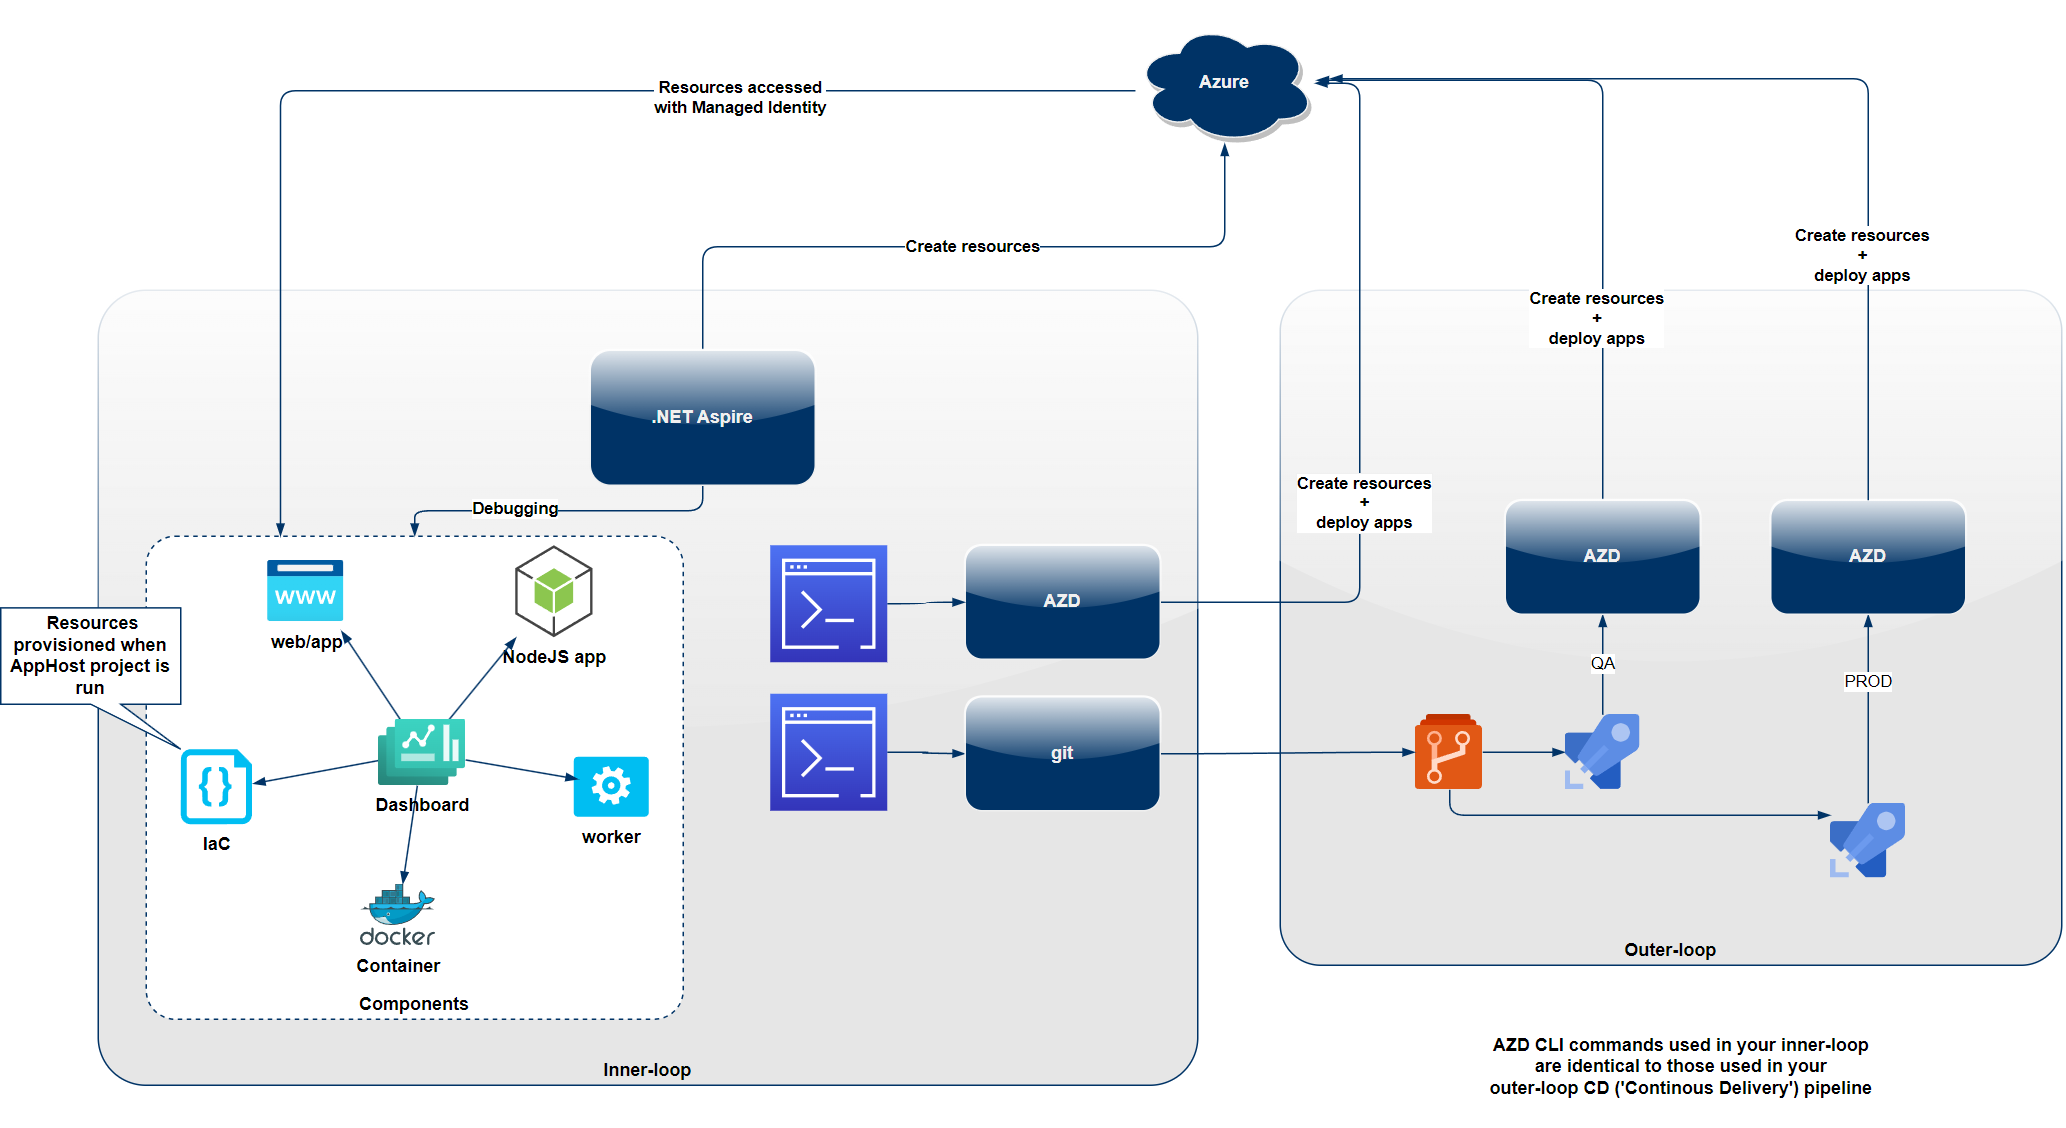 Azure
Resources accessed
with Managed Identity
Create resources
Create resources
+
deploy apps
Create resources
+
deploy apps
.NET Aspire
Create resources
+
deploy apps
Debugging
AZD
AZD
AZD
WWW
web/app
NodeJS app
Resources
provisioned when
AppHost project is
run
QA
PROD
git
Dashboard
IaC
worker
docker
Container
Components
Outer-loop
Inner-loop
AZD CLI commands used in your inner-loop
are identical to those used in your
outer-loop CD ('Continous Delivery') pipeline